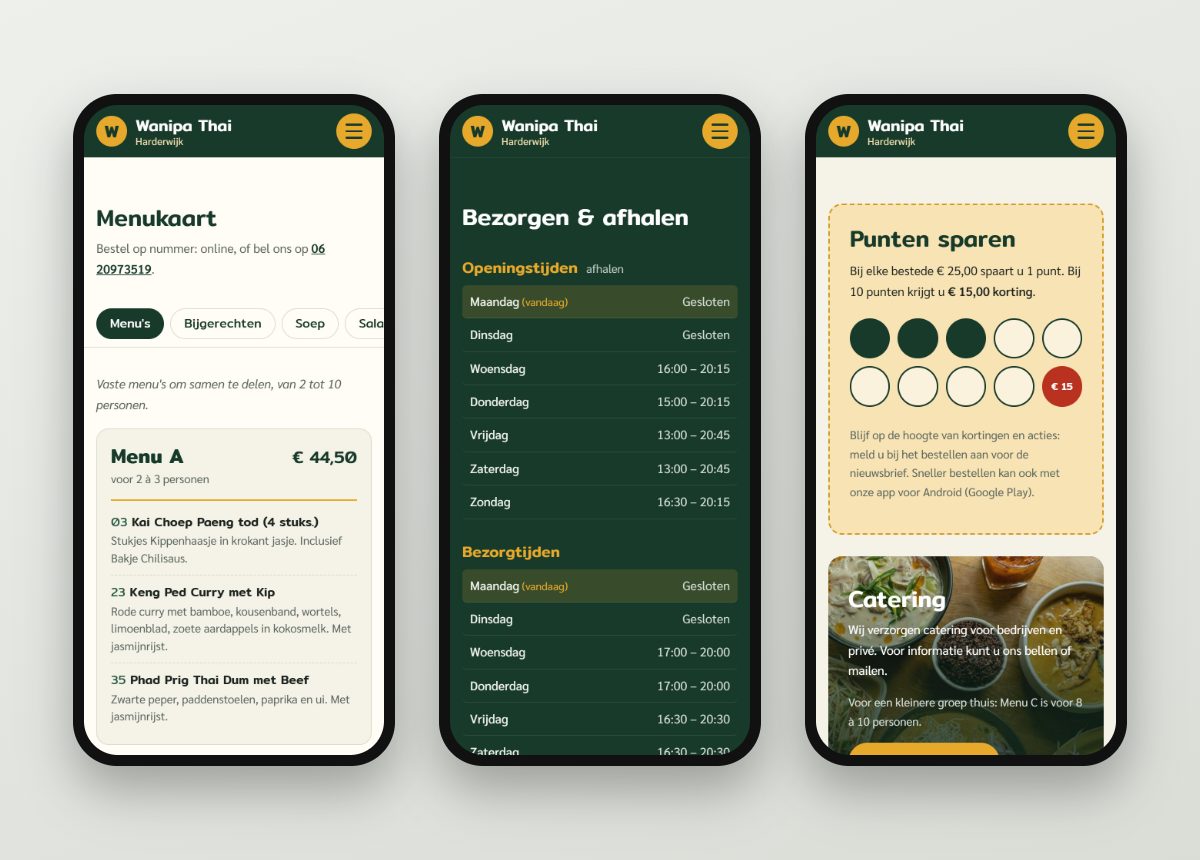 W
Wanipa Thai
Harderwijk
Menukaart
Bestel op nummer: online, of bel ons op 06
20973519.
Menu's
Bijgerechten
Soep
Sala
Vaste menu's om samen te delen, van 2 tot 10
personen.
Menu A € 44,50
voor 2 à 3 personen
03 Kai Choep Paeng tod (4 stuks.)
Stukjes Kippenhaasje in krokant jasje. Inclusief
Bakje Chilisaus.
23 Keng Ped Curry met Kip
Rode curry met bamboe, kousenband, wortels,
limoenblad, zoete aardappels in kokosmelk. Met
jasmijnrijst.
35 Phad Prig Thai Dum met Beef
Zwarte peper, paddenstoelen, paprika en ui. Met
jasmijnrijst.
W
Wanipa Thai
Harderwijk
Bezorgen & afhalen
Openingstijden afhalen
Maandag (vandaag) Gesloten
Dinsdag Gesloten
Woensdag 16:00 – 20:15
Donderdag 15:00 – 20:15
Vrijdag 13:00 – 20:45
Zaterdag 13:00 – 20:45
Zondag 16:30 – 20:15
Bezorgtijden
Maandag (vandaag) Gesloten
Dinsdag Gesloten
Woensdag 17:00 – 20:00
Donderdag 17:00 – 20:00
Vrijdag 16:30 – 20:30
Zaterdag 16:30 – 20:30
W
Wanipa Thai
Harderwijk
Punten sparen
Bij elke bestede € 25,00 spaart u 1 punt. Bij
10 punten krijgt u € 15,00 korting.
€ 15
Blijf op de hoogte van kortingen en acties:
meld u bij het bestellen aan voor de
nieuwsbrief. Sneller bestellen kan ook met
onze app voor Android (Google Play).
Catering
Wij verzorgen catering voor bedrijven en
privé. Voor informatie kunt u ons bellen of
mailen.
Voor een kleinere groep thuis: Menu C is voor 8
à 10 personen.